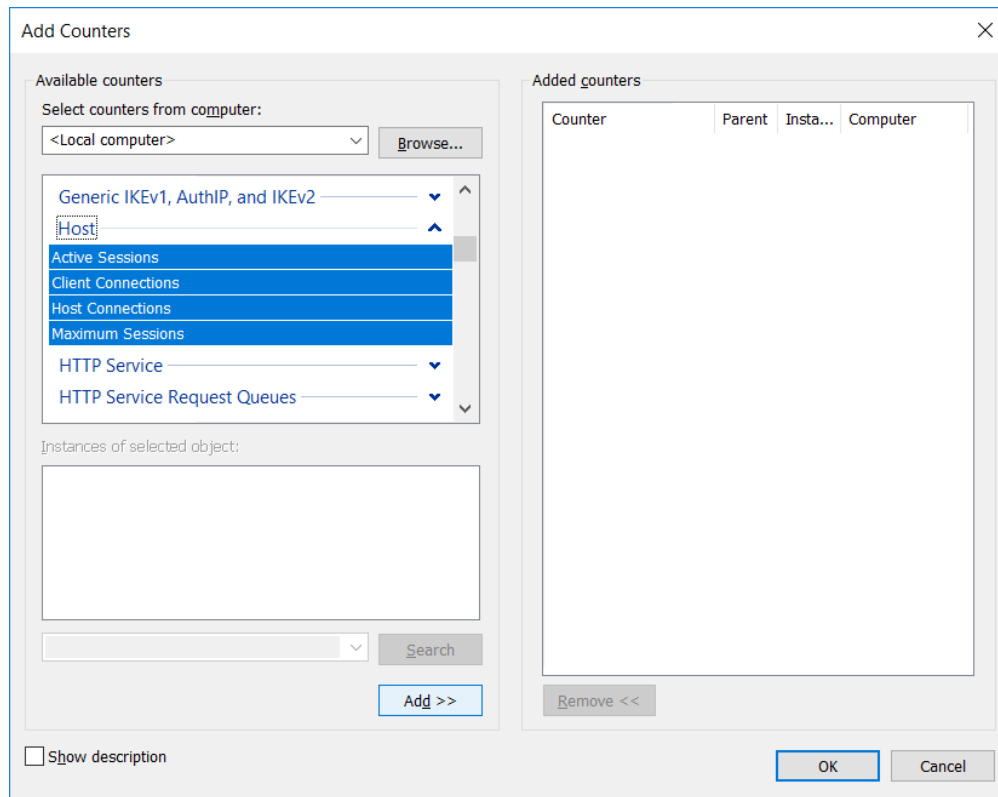 Add Counters
Available counters
Select counters from computer:
<Local computer>
Browse...
Generic IKEv1, AuthIP, and IKEv2
Host
Active Sessions
Client Connections
Host Connections
Maximum Sessions
HTTP Service
HTTP Service Request Queues
Instances of selected object:
Search
Add >>
Show description
Added counters
Counter Parent Insta... Computer
Remove <<
OK Cancel